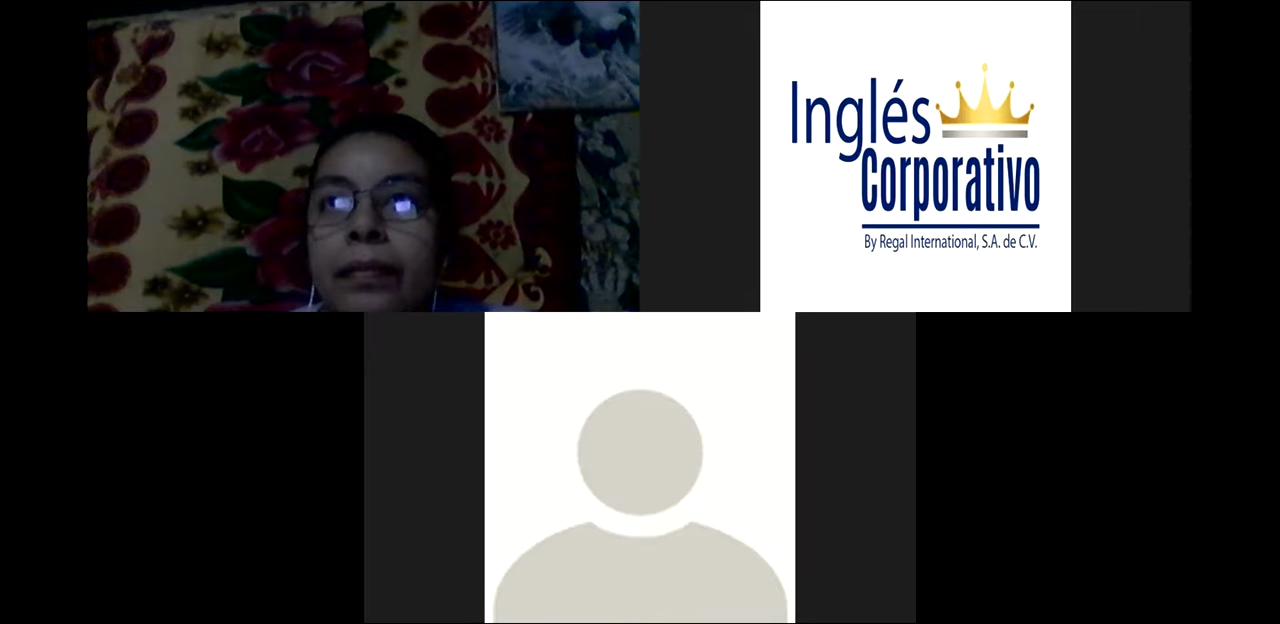 Inglés
Corporativo
By Regal International, S.A. de C.V.